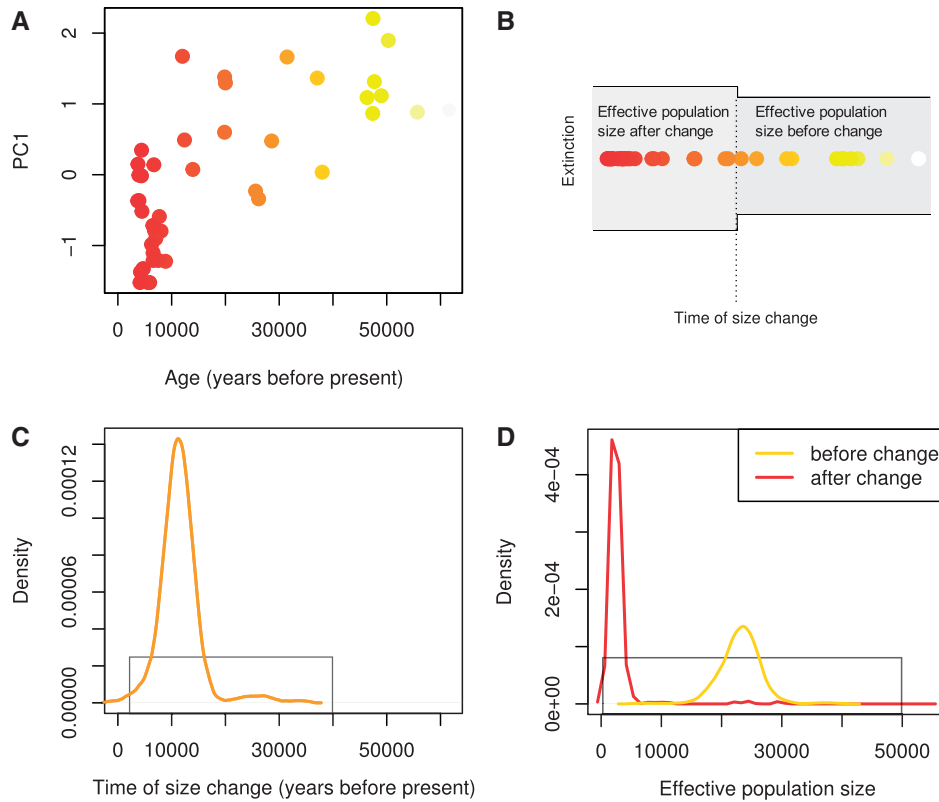 A
2
1
0
−1
PC1
0 10000 30000 50000
Age (years before present)
B
Extinction
Effective population
size after change
Effective population
size before change
Time of size change
C
0.00000 0.00006 0.00012
Density
0 10000 30000 50000
Time of size change (years before present)
D
before change
after change
0e+00 2e−04 4e−04
Density
0 10000 30000 50000
Effective population size